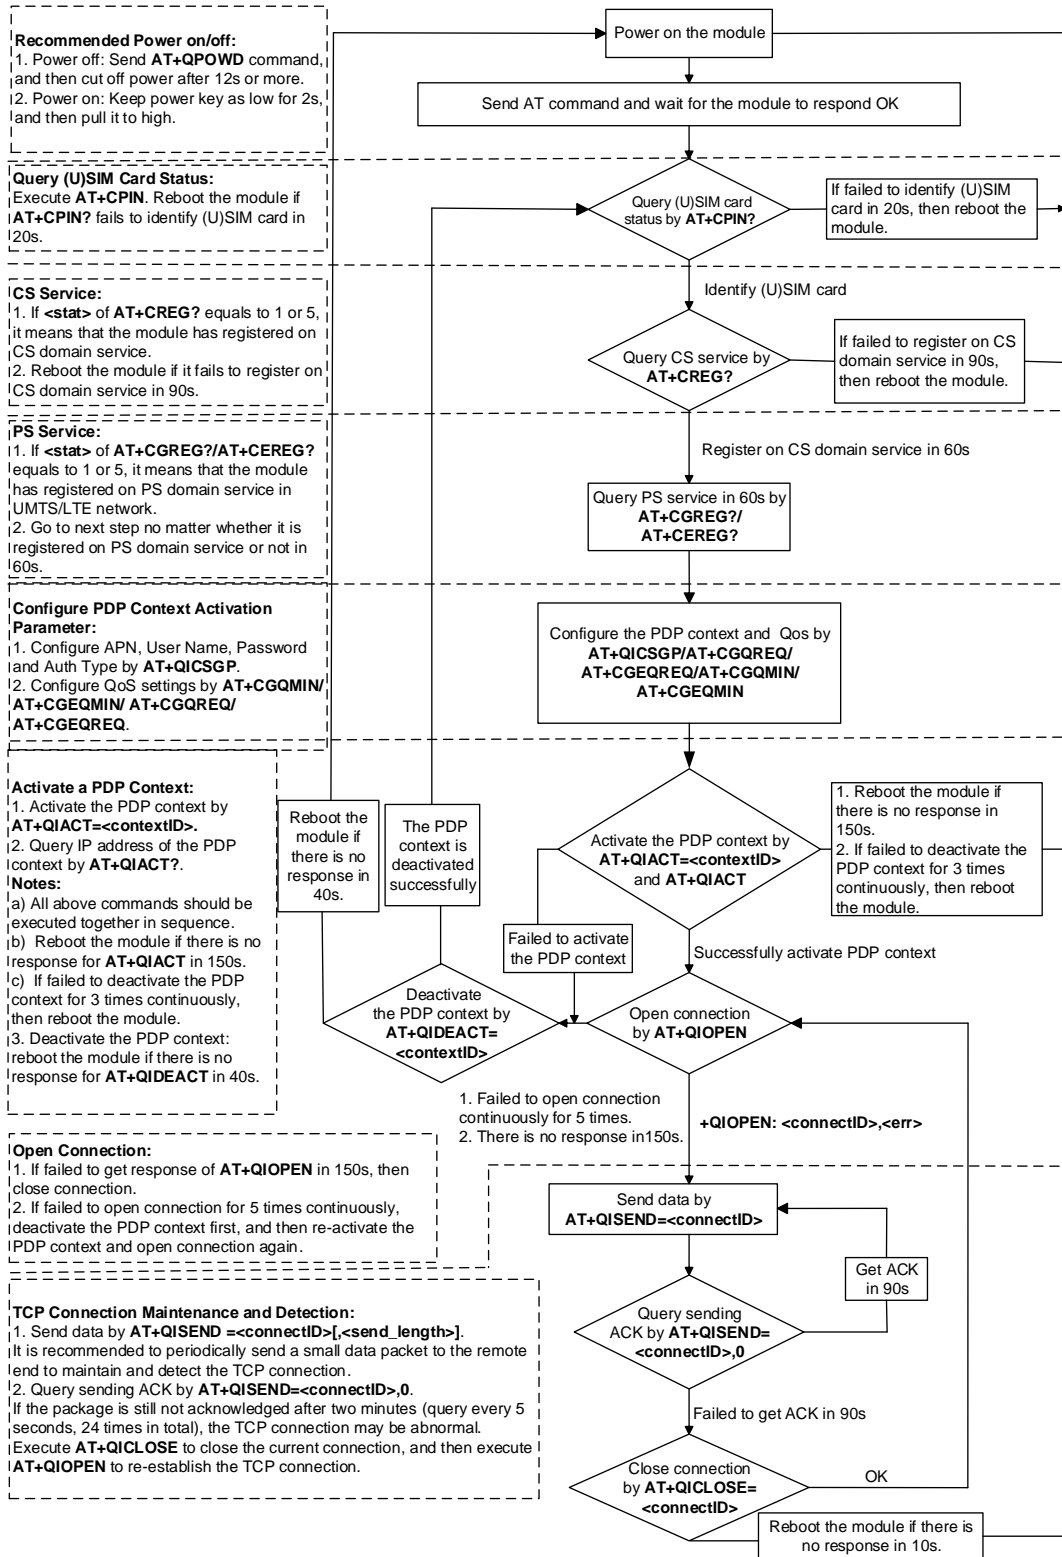 Recommended Power on/off:
1. Power off: Send AT+QPOWD command,
and then cut off power after 12s or more.
2. Power on: Keep power key as low for 2s,
and then pull it to high.
Power on the module
Send AT command and wait for the module to respond OK
Query (U)SIM Card Status:
Execute AT+CPIN. Reboot the module if
AT+CPIN? fails to identify (U)SIM card in
20s.
Query (U)SIM card
status by AT+CPIN?
If failed to identify (U)SIM
card in 20s, then reboot the
module.
Identify (U)SIM card
CS Service:
1. If <stat> of AT+CREG? equals to 1 or 5,
it means that the module has registered on
CS domain service.
2. Reboot the module if it fails to register on
CS domain service in 90s.
Query CS service by
AT+CREG?
If failed to register on CS
domain service in 90s,
then reboot the module.
Register on CS domain service in 60s
PS Service:
1. If <stat> of AT+CGREG?/AT+CEREG?
equals to 1 or 5, it means that the module
has registered on PS domain service in
UMTS/LTE network.
2. Go to next step no matter whether it is
registered on PS domain service or not in
60s.
Query PS service in 60s by
AT+CGREG?/
AT+CEREG?
Configure PDP Context Activation
Parameter:
1. Configure APN, User Name, Password
and Auth Type by AT+QICSGP.
2. Configure QoS settings by AT+CGQMIN/
AT+CGEQMIN/ AT+CGQREQ/
AT+CGEQREQ.
Configure the PDP context and Qos by
AT+QICSGP/AT+CGQREQ/
AT+CGEQREQ/AT+CGQMIN/
AT+CGEQMIN
Activate a PDP Context:
1. Activate the PDP context by
AT+QIACT=<contextID>.
2. Query IP address of the PDP
context by AT+QIACT?.
Notes:
a) All above commands should be
executed together in sequence.
b) Reboot the module if there is no
response for AT+QIACT in 150s.
c) If failed to deactivate the PDP
context for 3 times continuously,
then reboot the module.
3. Deactivate the PDP context:
reboot the module if there is no
response for AT+QIDEACT in 40s.
Reboot the
module if
there is no
response in
40s.
The PDP
context is
deactivated
successfully
Activate the PDP context by
AT+QIACT=<contextID>
and AT+QIACT
1. Reboot the module if
there is no response in
150s.
2. If failed to deactivate the
PDP context for 3 times
continuously, then reboot
the module.
Failed to activate
the PDP context
Successfully activate PDP context
Deactivate
the PDP context by
AT+QIDEACT=
<contextID>
Open connection
by AT+QIOPEN
1. Failed to open connection
continuously for 5 times.
2. There is no response in150s.
+QIOPEN: <connectID>,<err>
Open Connection:
1. If failed to get response of AT+QIOPEN in 150s, then
close connection.
2. If failed to open connection for 5 times continuously,
deactivate the PDP context first, and then re-activate the
PDP context and open connection again.
Send data by
AT+QISEND=<connectID>
Get ACK
in 90s
TCP Connection Maintenance and Detection:
1. Send data by AT+QISEND =<connectID>[,<send_length>].
It is recommended to periodically send a small data packet to the remote
end to maintain and detect the TCP connection.
2. Query sending ACK by AT+QISEND=<connectID>,0.
If the package is still not acknowledged after two minutes (query every 5
seconds, 24 times in total), the TCP connection may be abnormal.
Execute AT+QICLOSE to close the current connection, and then execute
AT+QIOPEN to re-establish the TCP connection.
Query sending
ACK by AT+QISEND=
<connectID>,0
Failed to get ACK in 90s
Close connection
by AT+QICLOSE=
<connectID>
OK
Reboot the module if there is
no response in 10s.